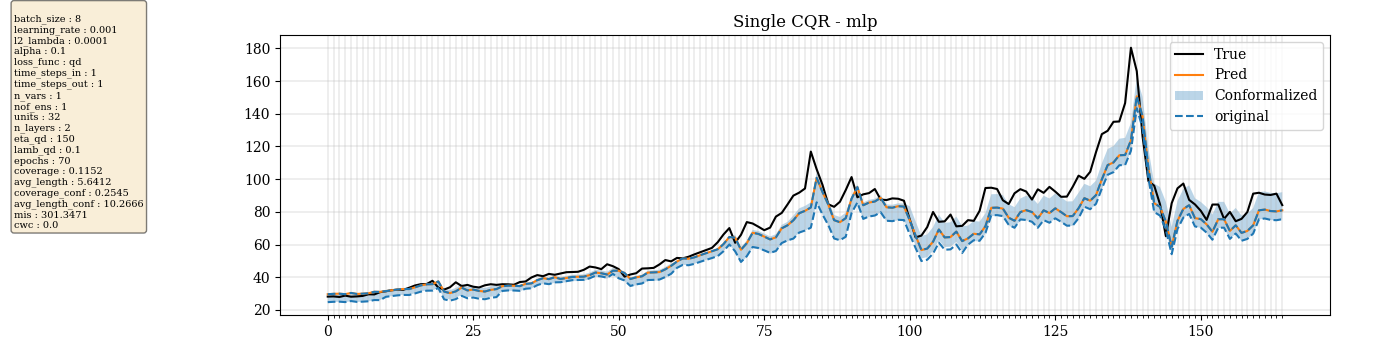 batch_size : 8
learning_rate : 0.001
l2_lambda : 0.0001
alpha : 0.1
loss_func : qd
time_steps_in : 1
time_steps_out : 1
n_vars : 1
nof_ens : 1
units : 32
n_layers : 2
eta_qd : 150
lamb_qd : 0.1
epochs : 70
coverage : 0.1152
avg_length : 5.6412
coverage_conf : 0.2545
avg_length_conf : 10.2666
mis : 301.3471
cwc : 0.0
Single CQR - mlp
180
160
140
120
100
80
60
40
20
0 25 50 75 100 125 150
True
Pred
Conformalized
original